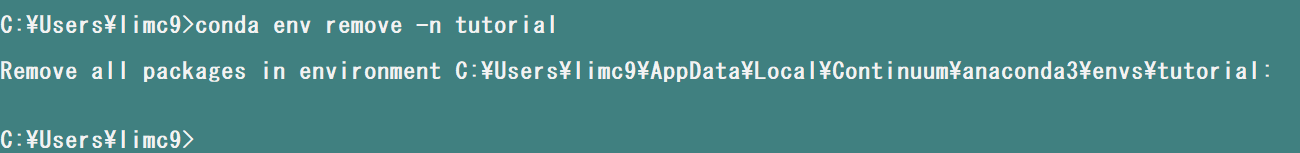 C:¥Users¥limc9>conda env remove -n tutorial
Remove all packages in environment C:¥Users¥limc9¥AppData¥Local¥Continuum¥anaconda3¥envs¥tutorial:
C:¥Users¥limc9>